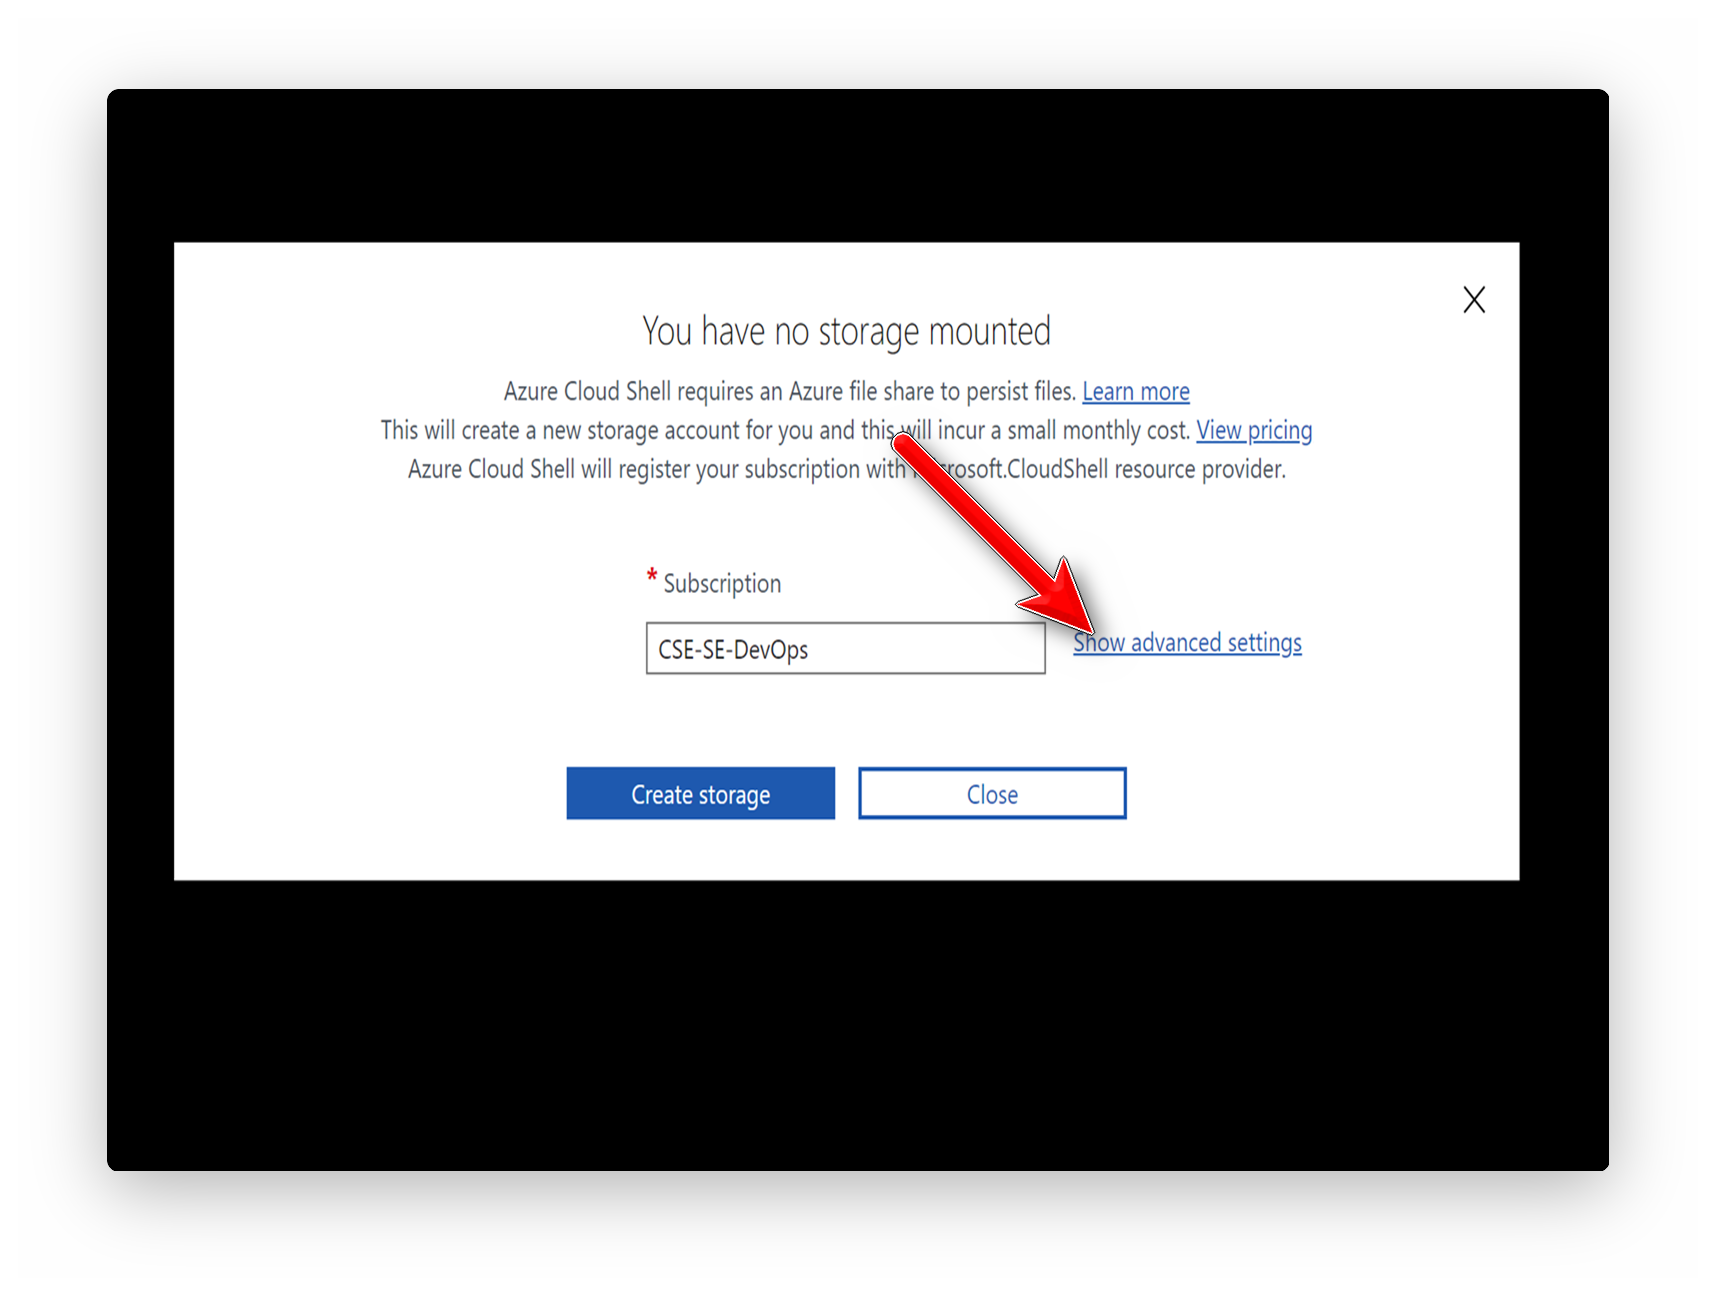 You have no storage mounted
Azure Cloud Shell requires an Azure file share to persist files. Learn more
This will create a new storage account for you and this will incur a small monthly cost. View pricing
Azure Cloud Shell will register your subscription with Microsoft.CloudShell resource provider.
* Subscription
CSE-SE-DevOps
Show advanced settings
Create storage
Close